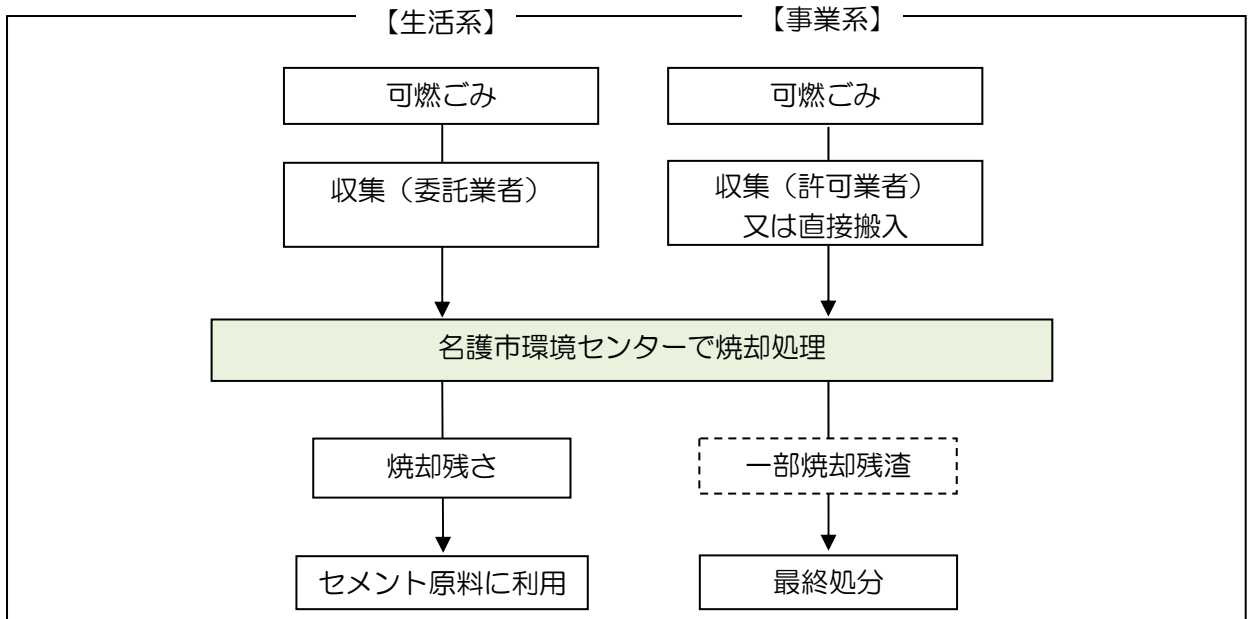 【生活系】 【事業系】
可燃ごみ 可燃ごみ
収集（委託業者） 収集（許可業者）
又は直接搬入
名護市環境センターで焼却処理
焼却残さ 一部焼却残渣
セメント原料に利用 最終処分